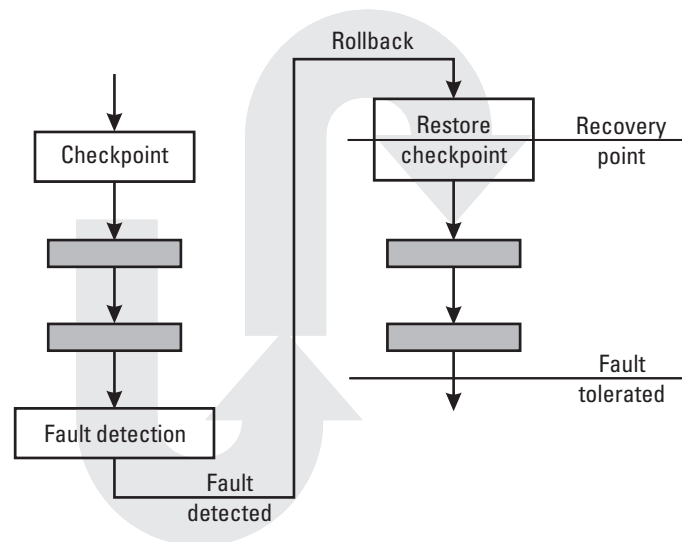 Checkpoint
Fault detection
Fault
detected
Rollback
Restore
checkpoint
Recovery
point
Fault
tolerated